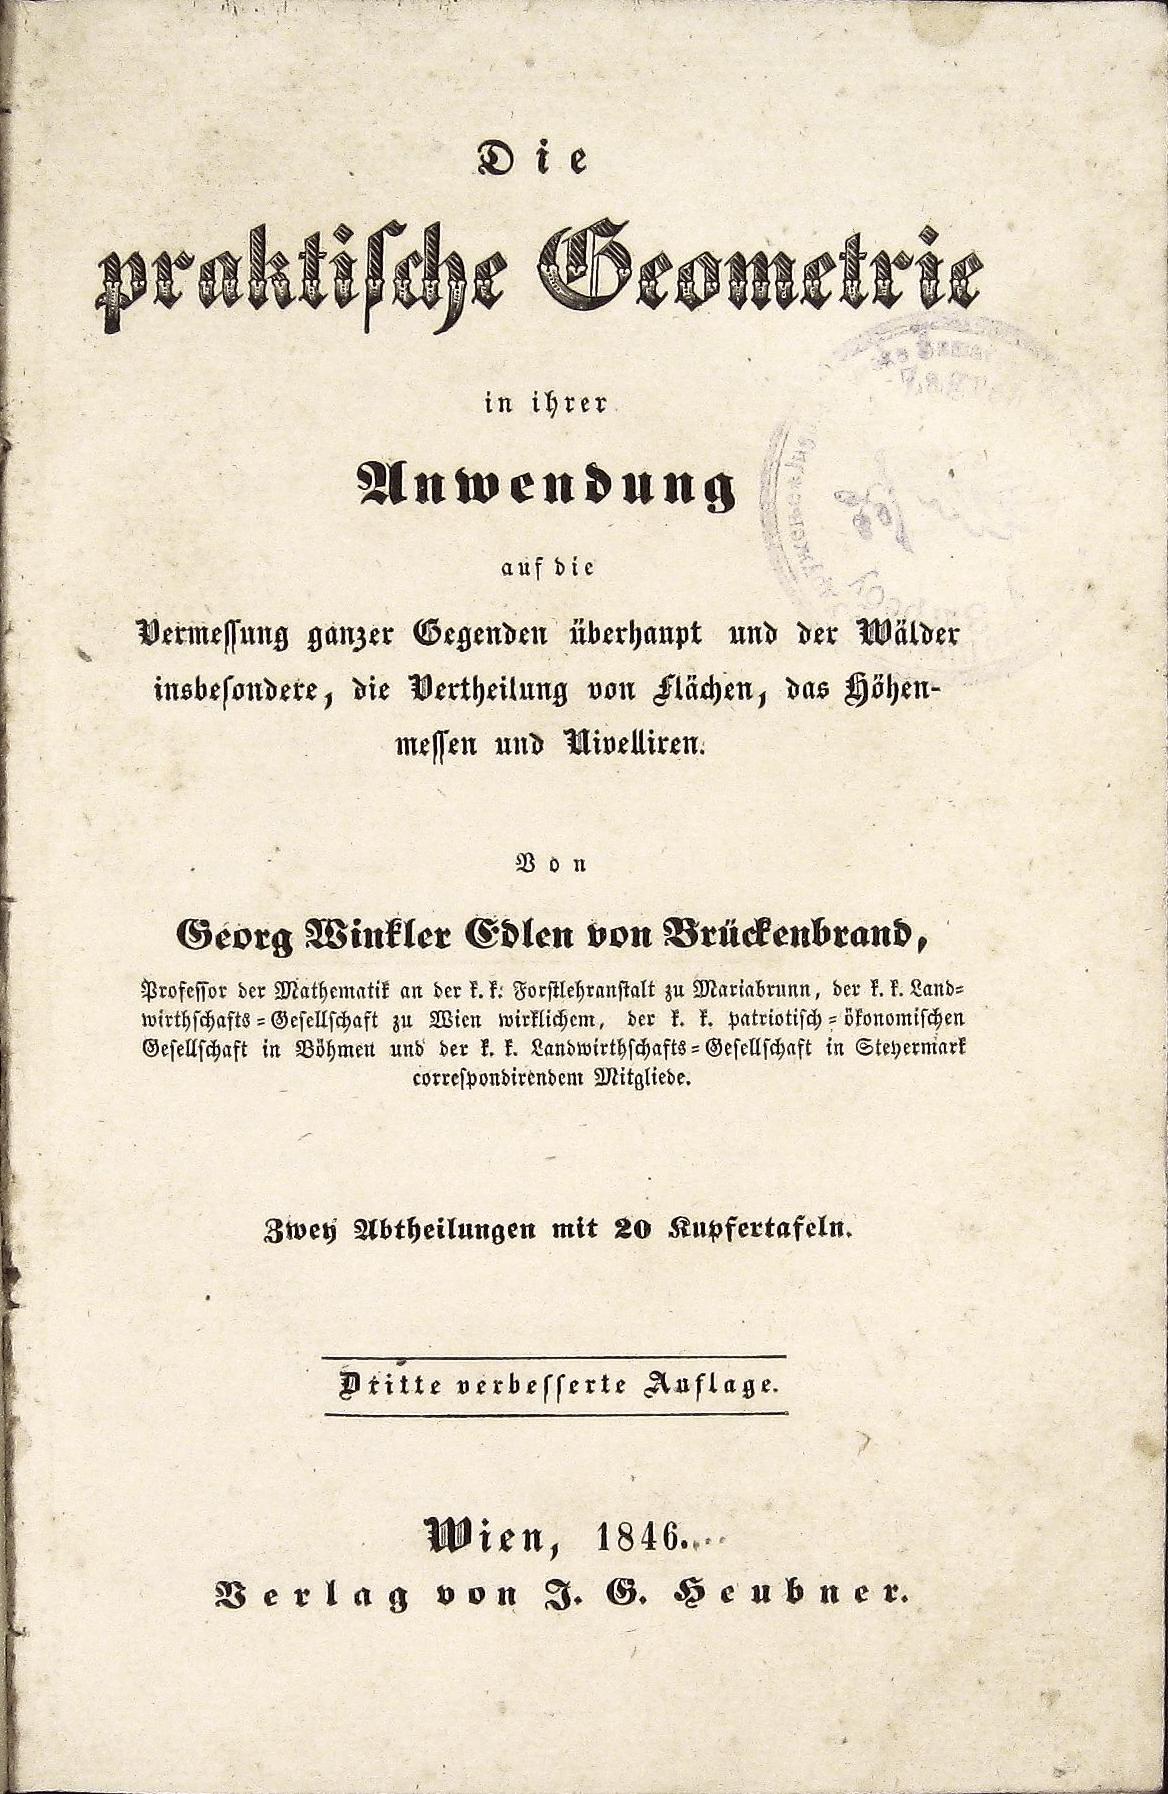 Die
praktische Geometrie
in ihrer
Anwendung
auf die
Vermessung ganzer Gegenden überhaupt und der Wälder
insbesondere, die Vertheilung von Flächen, das Höhen-
messen und Nivelliren.
Von
Georg Winkler Edlen von Brückenbrand,
Professor der Mathematik an der k. k. Forstlehranstalt zu Mariabrunn, der k. k. Land-
wirthschafts-Gesellschaft zu Wien wirklichem, der k. k. patriotisch-ökonomischen
Gesellschaft in Böhmen und der k. k. Landwirthschafts-Gesellschaft in Steyermark
correspondirendem Mitgliede.
Zwey Abtheilungen mit 20 Kupfertafeln.
Dritte verbesserte Auflage.
Wien, 1846.
Verlag von J. G. Heubner.